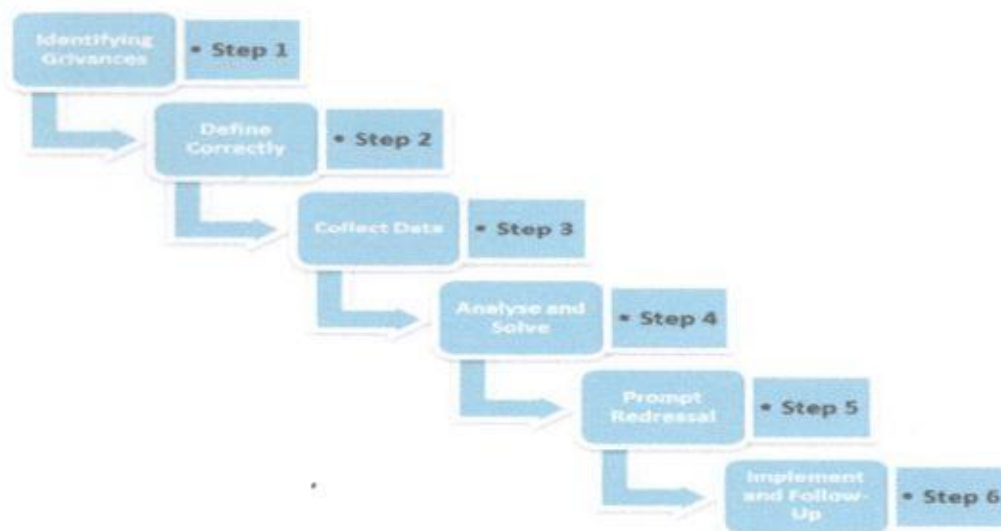 Identifying
Grivances
• Step 1
Define
Correctly
• Step 2
Collect Data
• Step 3
Analyse and
Solve
• Step 4
Prompt
Redressal
• Step 5
Implement
and Follow-
Up
• Step 6